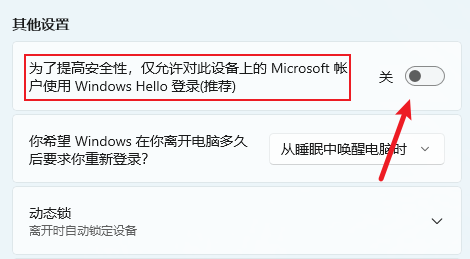 其他设置
为了提高安全性，仅允许对此设备上的 Microsoft 帐
户使用 Windows Hello 登录(推荐)
关
你希望 Windows 在你离开电脑多久
后要求你重新登录?
从睡眠中唤醒电脑时
动态锁
离开时自动锁定设备